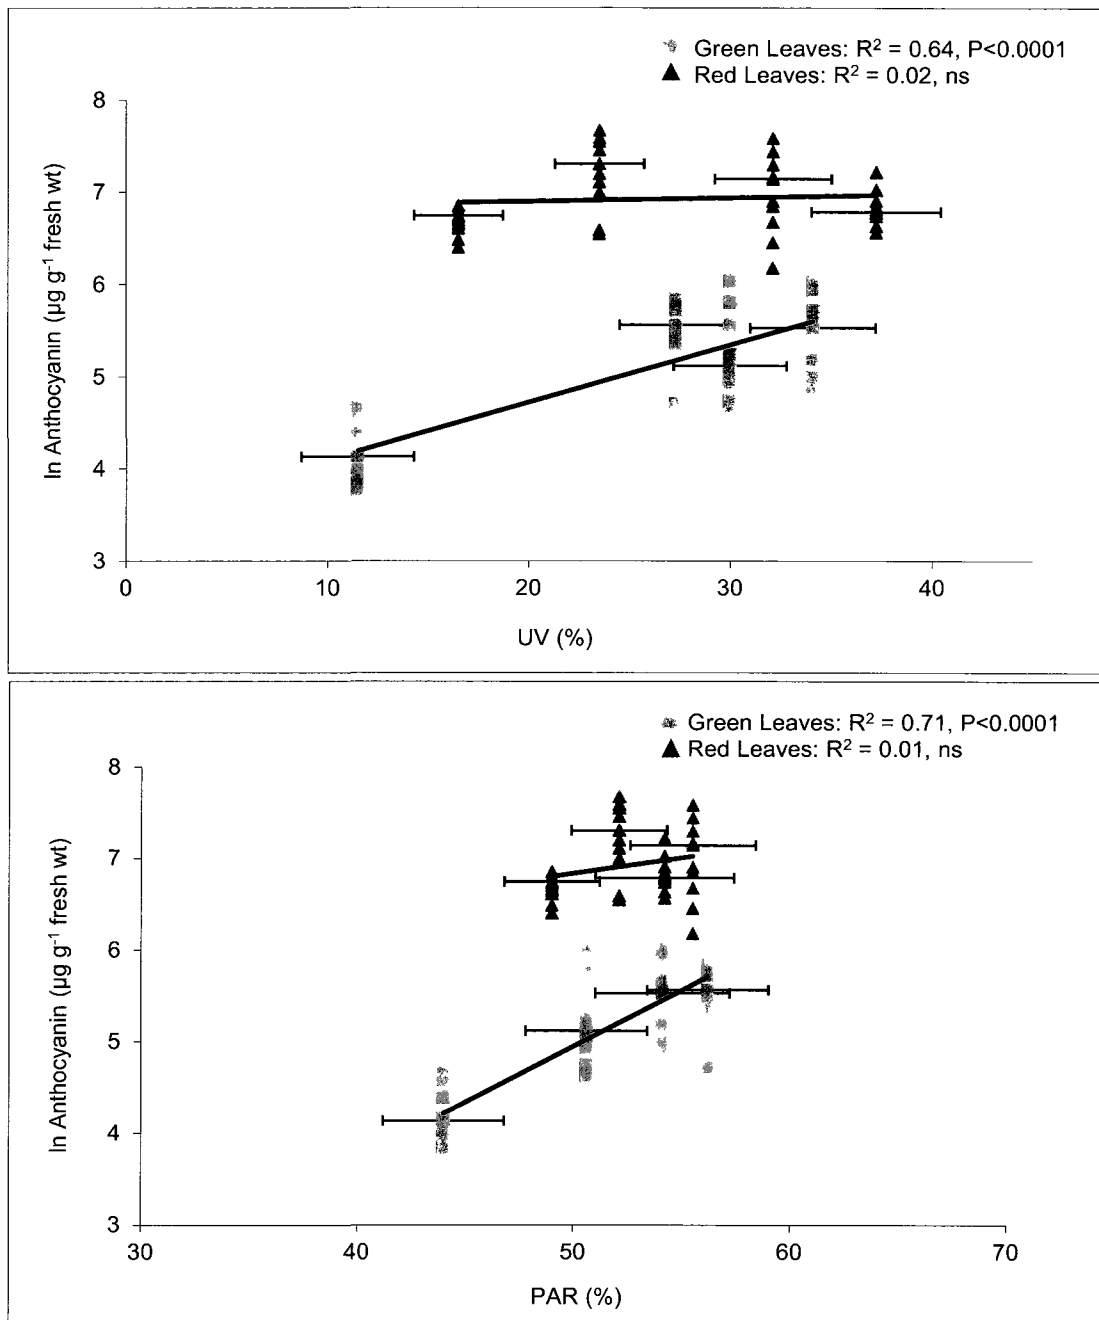 Green Leaves: R² = 0.64, P<0.0001
Red Leaves: R² = 0.02, ns
8
7
6
5
4
3
ln Anthocyanin (µg g⁻¹ fresh wt)
0 10 20 30 40
UV (%)
Green Leaves: R² = 0.71, P<0.0001
Red Leaves: R² = 0.01, ns
8
7
6
5
4
3
ln Anthocyanin (µg g⁻¹ fresh wt)
30 40 50 60 70
PAR (%)